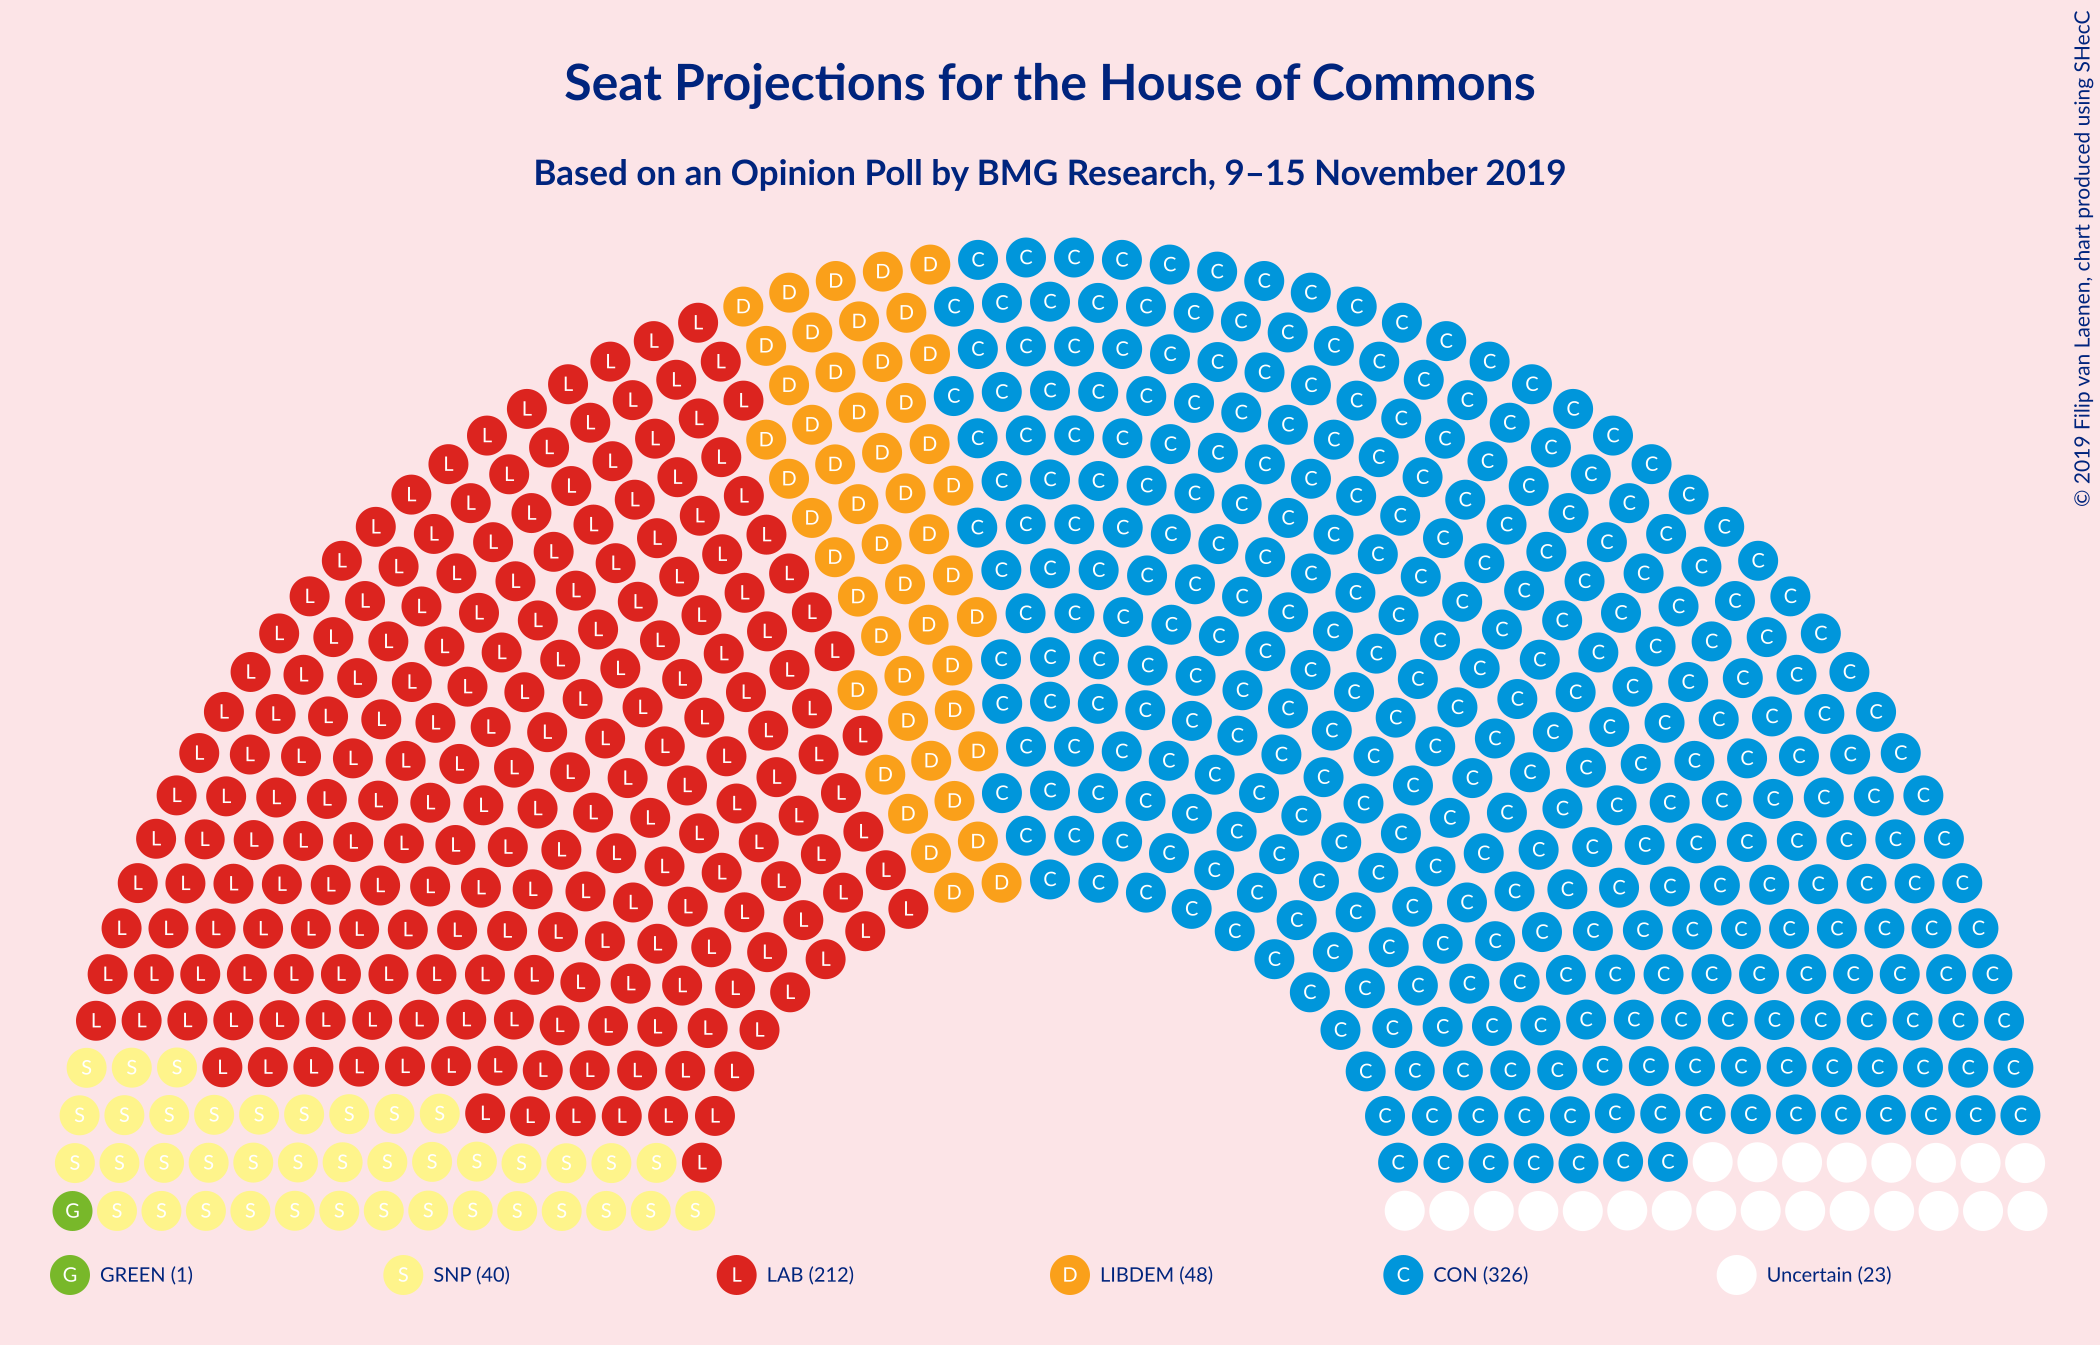 Seat Projections for the House of Commons
Based on an Opinion Poll by BMG Research, 9–15 November 2019
© 2019 Filip van Laenen, chart produced using SHecC
G GREEN (1)
S SNP (40)
L LAB (212)
D LIBDEM (48)
C CON (326)
Uncertain (23)